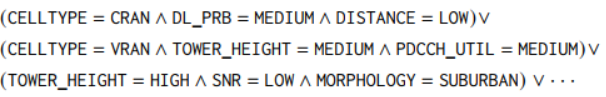 (CELLTYPE = CRAN ∧ DL_PRB = MEDIUM ∧ DISTANCE = LOW)∨
(CELLTYPE = VRAN ∧ TOWER_HEIGHT = MEDIUM ∧ PDCCH_UTIL = MEDIUM)∨
(TOWER_HEIGHT = HIGH ∧ SNR = LOW ∧ MORPHOLOGY = SUBURBAN) ∨ ⋯